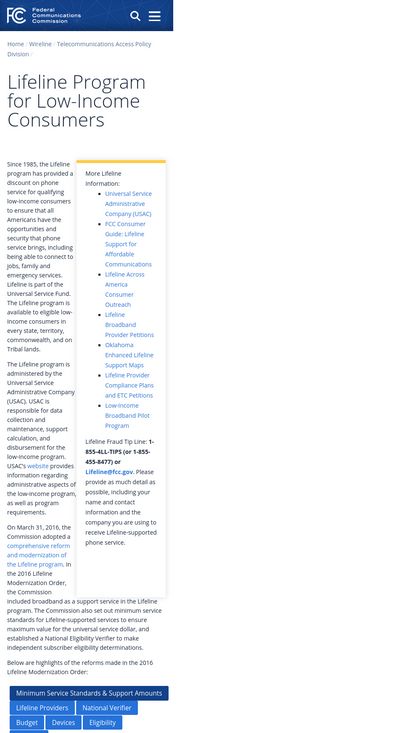 Federal
Communications
Commission
Home / Wireline / Telecommunications Access Policy
Division /
Lifeline Program
for Low-Income
Consumers
Since 1985, the Lifeline
program has provided a
discount on phone
service for qualifying
low-income consumers
to ensure that all
Americans have the
opportunities and
security that phone
service brings, including
being able to connect to
jobs, family and
emergency services.
Lifeline is part of the
Universal Service Fund.
The Lifeline program is
available to eligible low-
income consumers in
every state, territory,
commonwealth, and on
Tribal lands.
The Lifeline program is
administered by the
Universal Service
Administrative Company
(USAC). USAC is
responsible for data
collection and
maintenance, support
calculation, and
disbursement for the
low-income program.
USAC's website provides
information regarding
administrative aspects of
the low-income program,
as well as program
requirements.
On March 31, 2016, the
Commission adopted a
comprehensive reform
and modernization of
the Lifeline program. In
the 2016 Lifeline
Modernization Order,
the Commission
included broadband as a support service in the Lifeline
program. The Commission also set out minimum service
standards for Lifeline-supported services to ensure
maximum value for the universal service dollar, and
established a National Eligibility Verifier to make
independent subscriber eligibility determinations.
Below are highlights of the reforms made in the 2016
Lifeline Modernization Order:
More Lifeline
Information:
Universal Service
Administrative
Company (USAC)
FCC Consumer
Guide: Lifeline
Support for
Affordable
Communications
Lifeline Across
America
Consumer
Outreach
Lifeline
Broadband
Provider Petitions
Oklahoma
Enhanced Lifeline
Support Maps
Lifeline Provider
Compliance Plans
and ETC Petitions
Low-Income
Broadband Pilot
Program
Lifeline Fraud Tip Line: 1-
855-4LL-TIPS (or 1-855-
455-8477) or
Lifeline@fcc.gov. Please
provide as much detail as
possible, including your
name and contact
information and the
company you are using to
receive Lifeline-supported
phone service.
Minimum Service Standards & Support Amounts
Lifeline Providers
National Verifier
Budget
Devices
Eligibility